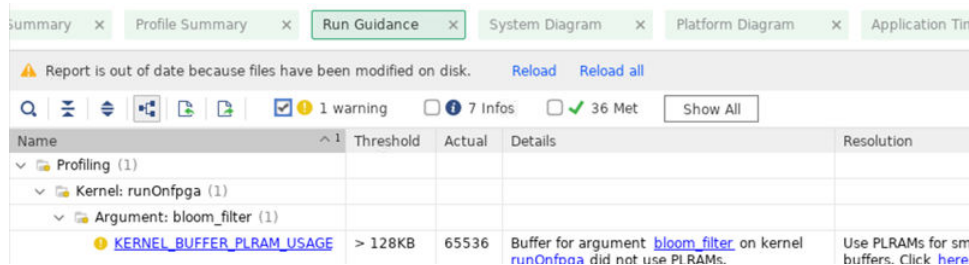 ummary × Profile Summary × Run Guidance × System Diagram × Platform Diagram × Application Tim
Report is out of date because files have been modified on disk. Reload Reload all
1 warning 7 Infos 36 Met Show All
Name 1 Threshold Actual Details Resolution
Profiling (1)
Kernel: runOnfpga (1)
Argument: bloom_filter (1)
KERNEL_BUFFER_PLRAM_USAGE > 128KB 65536 Buffer for argument bloom_filter on kernel Use PLRAMs for sm
runOnfpga did not use PLRAMs. buffers. Click here